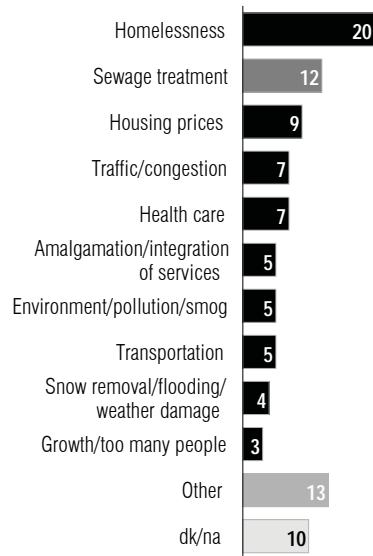 Homelessness 20
Sewage treatment 12
Housing prices 9
Traffic/congestion 7
Health care 7
Amalgamation/integration
of services 5
Environment/pollution/smog 5
Transportation 5
Snow removal/flooding/
weather damage 4
Growth/too many people 3
Other 13
dk/na 10